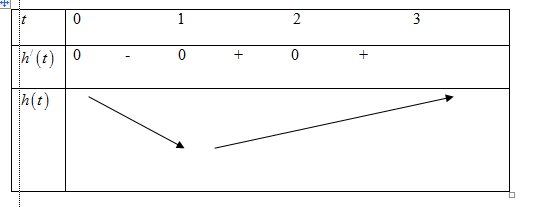 t 0 1 2 3
h′(t) 0 - 0 + 0 +
h(t)